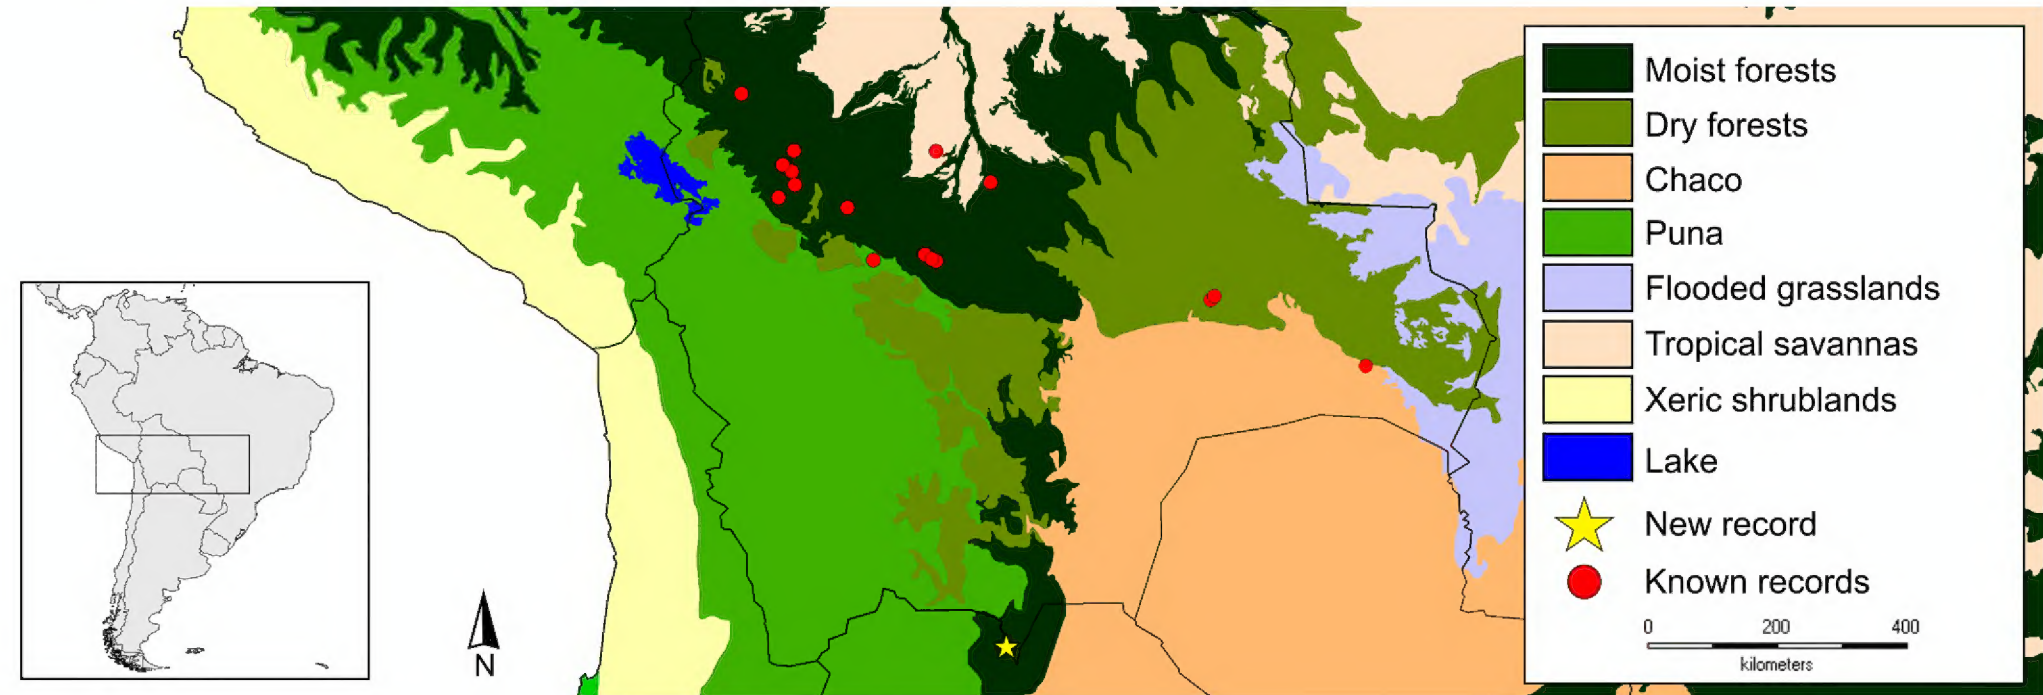 Moist forests
Dry forests
Chaco
Puna
Flooded grasslands
Tropical savannas
Xeric shrublands
Lake
New record
Known records
0 200 400
kilometers
N